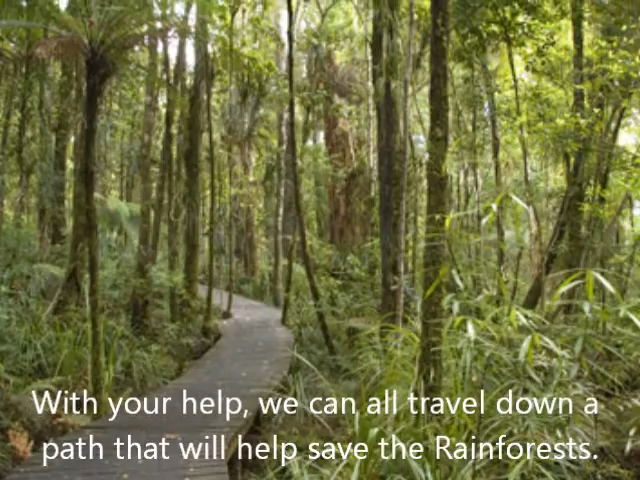 With your help, we can all travel down a
path that will help save the Rainforests.